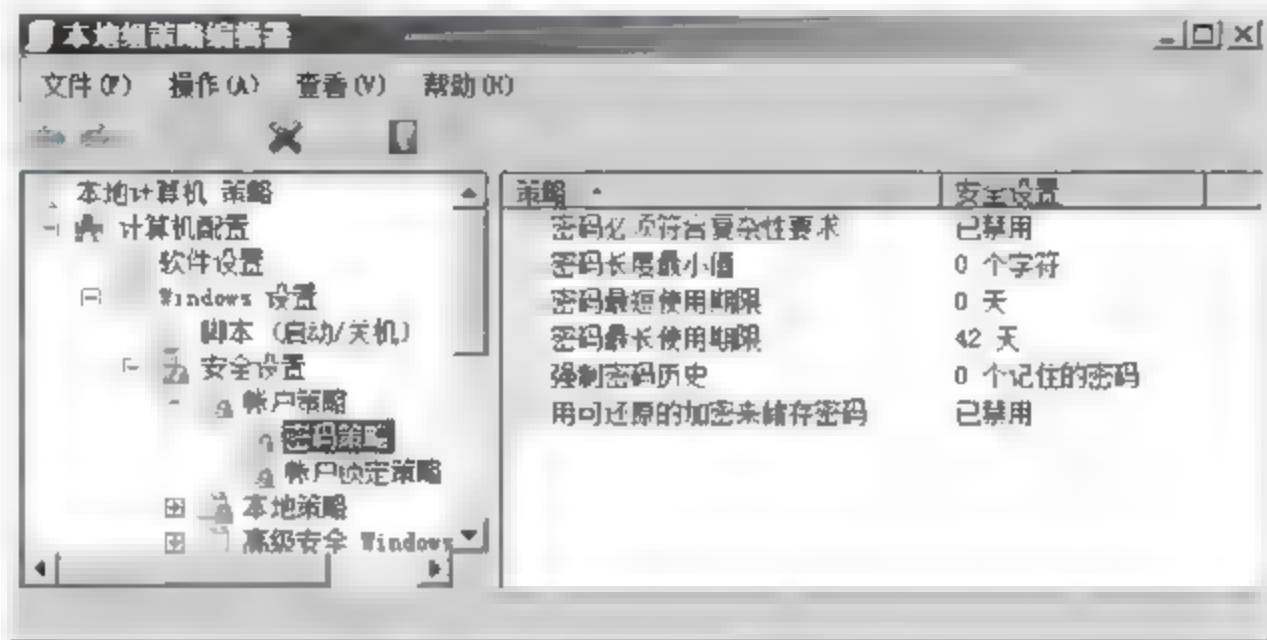 本地组策略编辑器
文件(F) 操作(A) 查看(V) 帮助(H)
本地计算机 策略
计算机配置
软件设置
Windows 设置
脚本 (启动/关机)
安全设置
帐户策略
密码策略
帐户锁定策略
本地策略
高级安全 Windows
策略 安全设置
密码必须符合复杂性要求 已禁用
密码长度最小值 0 个字符
密码最短使用期限 0 天
密码最长使用期限 42 天
强制密码历史 0 个记住的密码
用可还原的加密来储存密码 已禁用